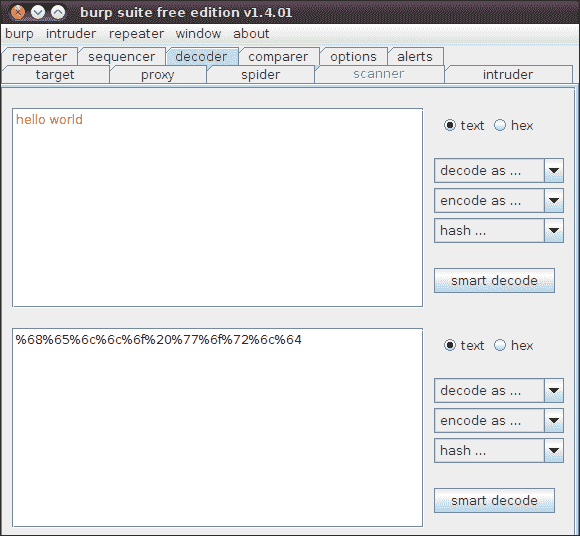 burp suite free edition v1.4.01
burp intruder repeater window about
repeater sequencer decoder comparer options alerts
target proxy spider scanner intruder
hello world
text hex
decode as ...
encode as ...
hash ...
smart decode
%68%65%6c%6c%6f%20%77%6f%72%6c%64
text hex
decode as ...
encode as ...
hash ...
smart decode